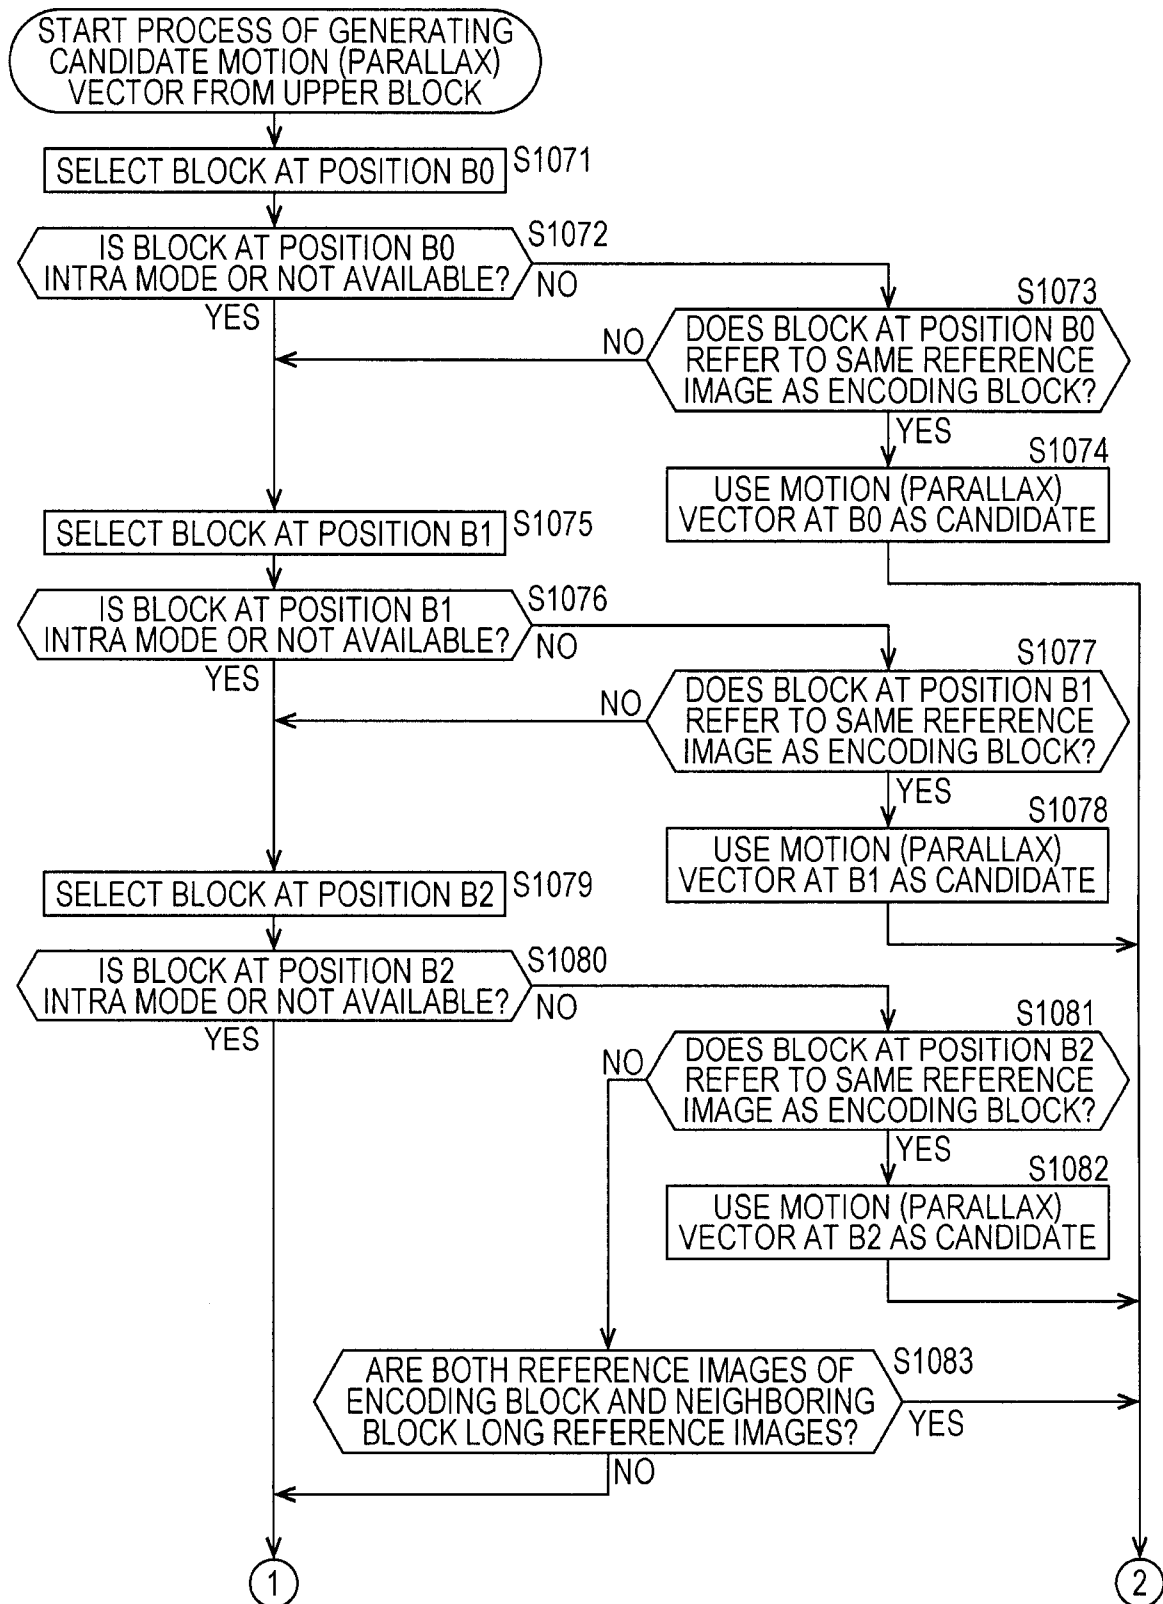 START PROCESS OF GENERATING
CANDIDATE MOTION (PARALLAX)
VECTOR FROM UPPER BLOCK
SELECT BLOCK AT POSITION B0
S1071
IS BLOCK AT POSITION B0
INTRA MODE OR NOT AVAILABLE?
S1072
NO
YES
S1073
DOES BLOCK AT POSITION B0
REFER TO SAME REFERENCE
IMAGE AS ENCODING BLOCK?
NO
YES
S1074
USE MOTION (PARALLAX)
VECTOR AT B0 AS CANDIDATE
SELECT BLOCK AT POSITION B1
S1075
IS BLOCK AT POSITION B1
INTRA MODE OR NOT AVAILABLE?
S1076
NO
YES
S1077
DOES BLOCK AT POSITION B1
REFER TO SAME REFERENCE
IMAGE AS ENCODING BLOCK?
NO
YES
S1078
USE MOTION (PARALLAX)
VECTOR AT B1 AS CANDIDATE
SELECT BLOCK AT POSITION B2
S1079
IS BLOCK AT POSITION B2
INTRA MODE OR NOT AVAILABLE?
S1080
NO
YES
S1081
DOES BLOCK AT POSITION B2
REFER TO SAME REFERENCE
IMAGE AS ENCODING BLOCK?
NO
YES
S1082
USE MOTION (PARALLAX)
VECTOR AT B2 AS CANDIDATE
ARE BOTH REFERENCE IMAGES OF
ENCODING BLOCK AND NEIGHBORING
BLOCK LONG REFERENCE IMAGES?
S1083
YES
NO
1
2